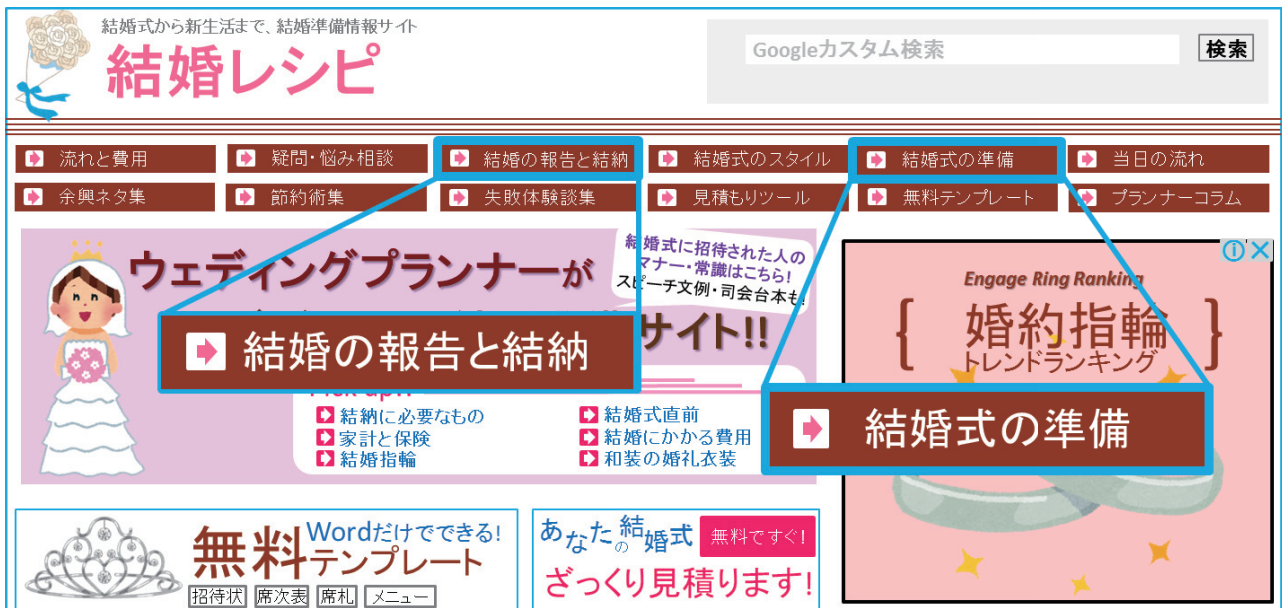 結婚式から新生活まで、結婚準備情報サイト
結婚レシピ
Googleカスタム検索
検索
流れと費用
疑問・悩み相談
結婚の報告と結納
結婚式のスタイル
結婚式の準備
当日の流れ
余興ネタ集
節約術集
失敗体験談集
見積もりツール
無料テンプレート
プランナーコラム
ウェディングプランナーが
結婚式に招待された人の
マナー・常識はこちら!
スピーチ文例・司会台本も!
サイト!!
結婚の報告と結納
結納に必要なもの
家計と保険
結婚指輪
結婚式直前
結婚にかかる費用
和装の婚礼衣装
Engage Ring Ranking
{ 婚約指輪 }
トレンドランキング
結婚式の準備
無料
Wordだけでできる!
テンプレート
招待状 席次表 席札 メニュー
あなたの結婚式
無料ですぐ!
ざっくり見積ります!